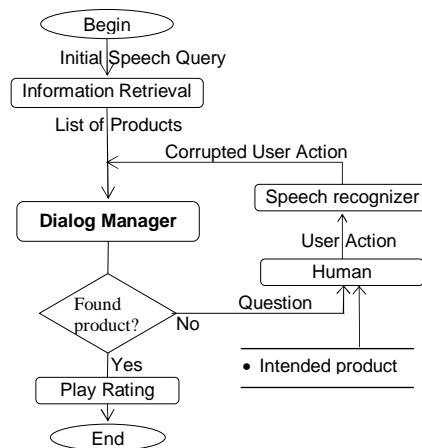 Begin
Initial Speech Query
Information Retrieval
List of Products
Corrupted User Action
Speech recognizer
Dialog Manager
User Action
Human
Found
product?
Question
No
Yes
• Intended product
Play Rating
End